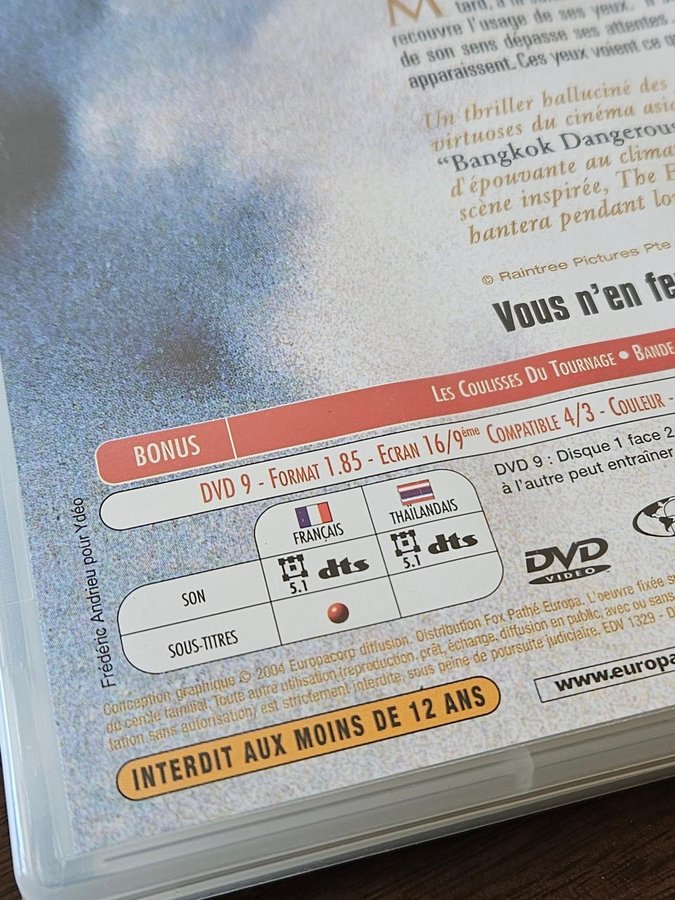 M
tard, à la
recouvre l'usage de ses yeux.
de son sens dépasse ses attentes
apparaissent. Ces yeux voient ce
Un thriller halluciné des
virtuoses du cinéma
"Bangkok Dangerous
d'épouvante au
scène inspirée, The
hantera pendant
© Raintree Pictures Pte
Vous n'en
LES COULISSES DU TOURNAGE • BANDE
BONUS
DVD 9 - FORMAT 1.85 - ECRAN 16/9ème COMPATIBLE 4/3 - COULEUR -
DVD 9 : Disque 1 face 2
à l'autre peut entraîner
FRANÇAIS THAÏLANDAIS
SON 5.1 dts 5.1 dts
SOUS-TITRES
DVD
VIDEO
Frédéric Andrieu pour Ydéo
Conception graphique © 2004 Europacorp diffusion. Distribution Fox Pathé Europa. L'oeuvre fixée
du cercle familial. Toute autre utilisation (reproduction, prêt, échange, diffusion en public, avec ou sans
tation sans autorisation) est strictement interdite, sous peine de poursuite judiciaire. EDV 1329 - D
www.europa
INTERDIT AUX MOINS DE 12 ANS